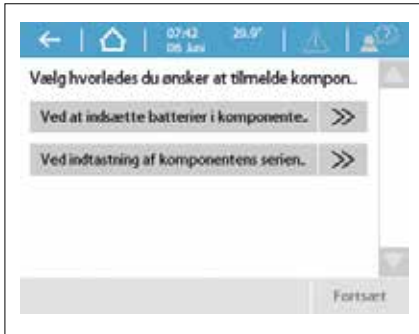 07:42 20.9°
06 Jun
Vælg hvorledes du ønsker at tilmelde kompon..
Ved at indsætte batterier i komponente..
Ved indtastning af komponentens serien..
Fortsæt